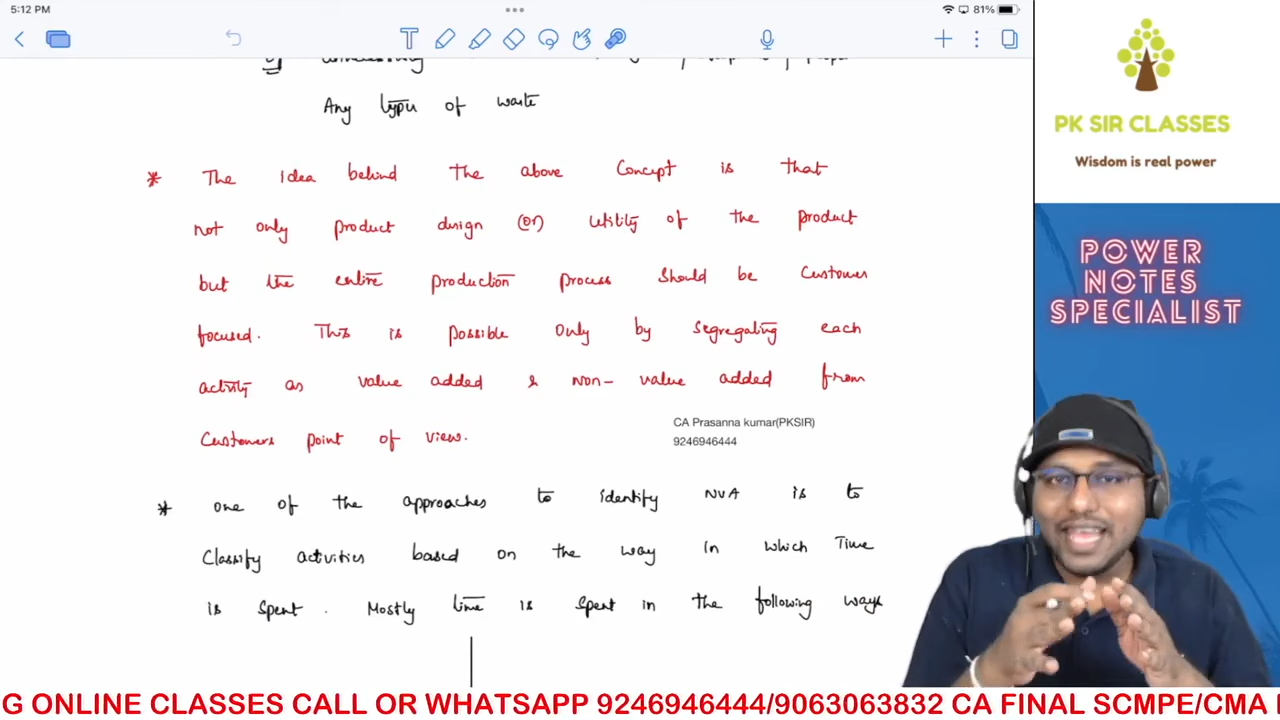 5:12 PM
81%
T
Any type of waste
* The Idea behind the above Concept is that
not only product design (or) utility of the product
but the entire production process should be customer
focused. This is possible only by segregating each
activity as value added & non-value added from
Customers point of view.
CA Prasanna kumar(PKSIR)
9246946444
* one of the approaches to identify NVA is to
Classify activities based on the way in which Time
is spent. Mostly time is spent in the following ways
PK SIR CLASSES
Wisdom is real power
POWER
NOTES
SPECIALIST
G ONLINE CLASSES CALL OR WHATSAPP 9246946444/9063063832 CA FINAL SCMPE/CMA